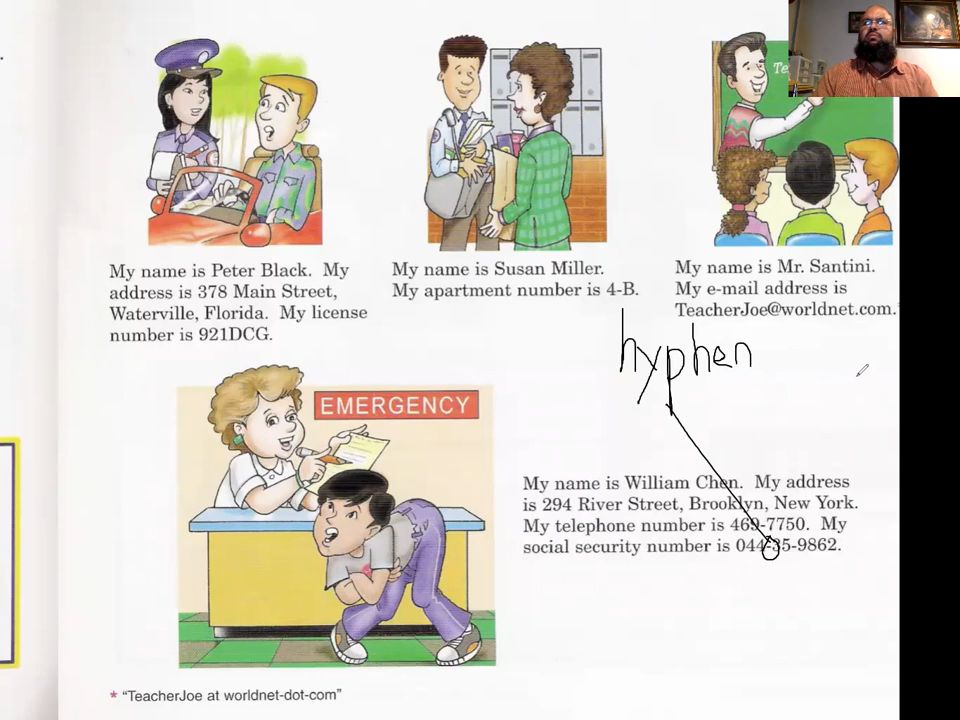 Te
My name is Peter Black. My
address is 378 Main Street,
Waterville, Florida. My license
number is 921DCG.
My name is Susan Miller.
My apartment number is 4-B.
My name is Mr. Santini.
My e-mail address is
TeacherJoe@worldnet.com.*
hyphen
EMERGENCY
My name is William Chen. My address
is 294 River Street, Brooklyn, New York.
My telephone number is 469-7750. My
social security number is 044-35-9862.
* "TeacherJoe at worldnet-dot-com"